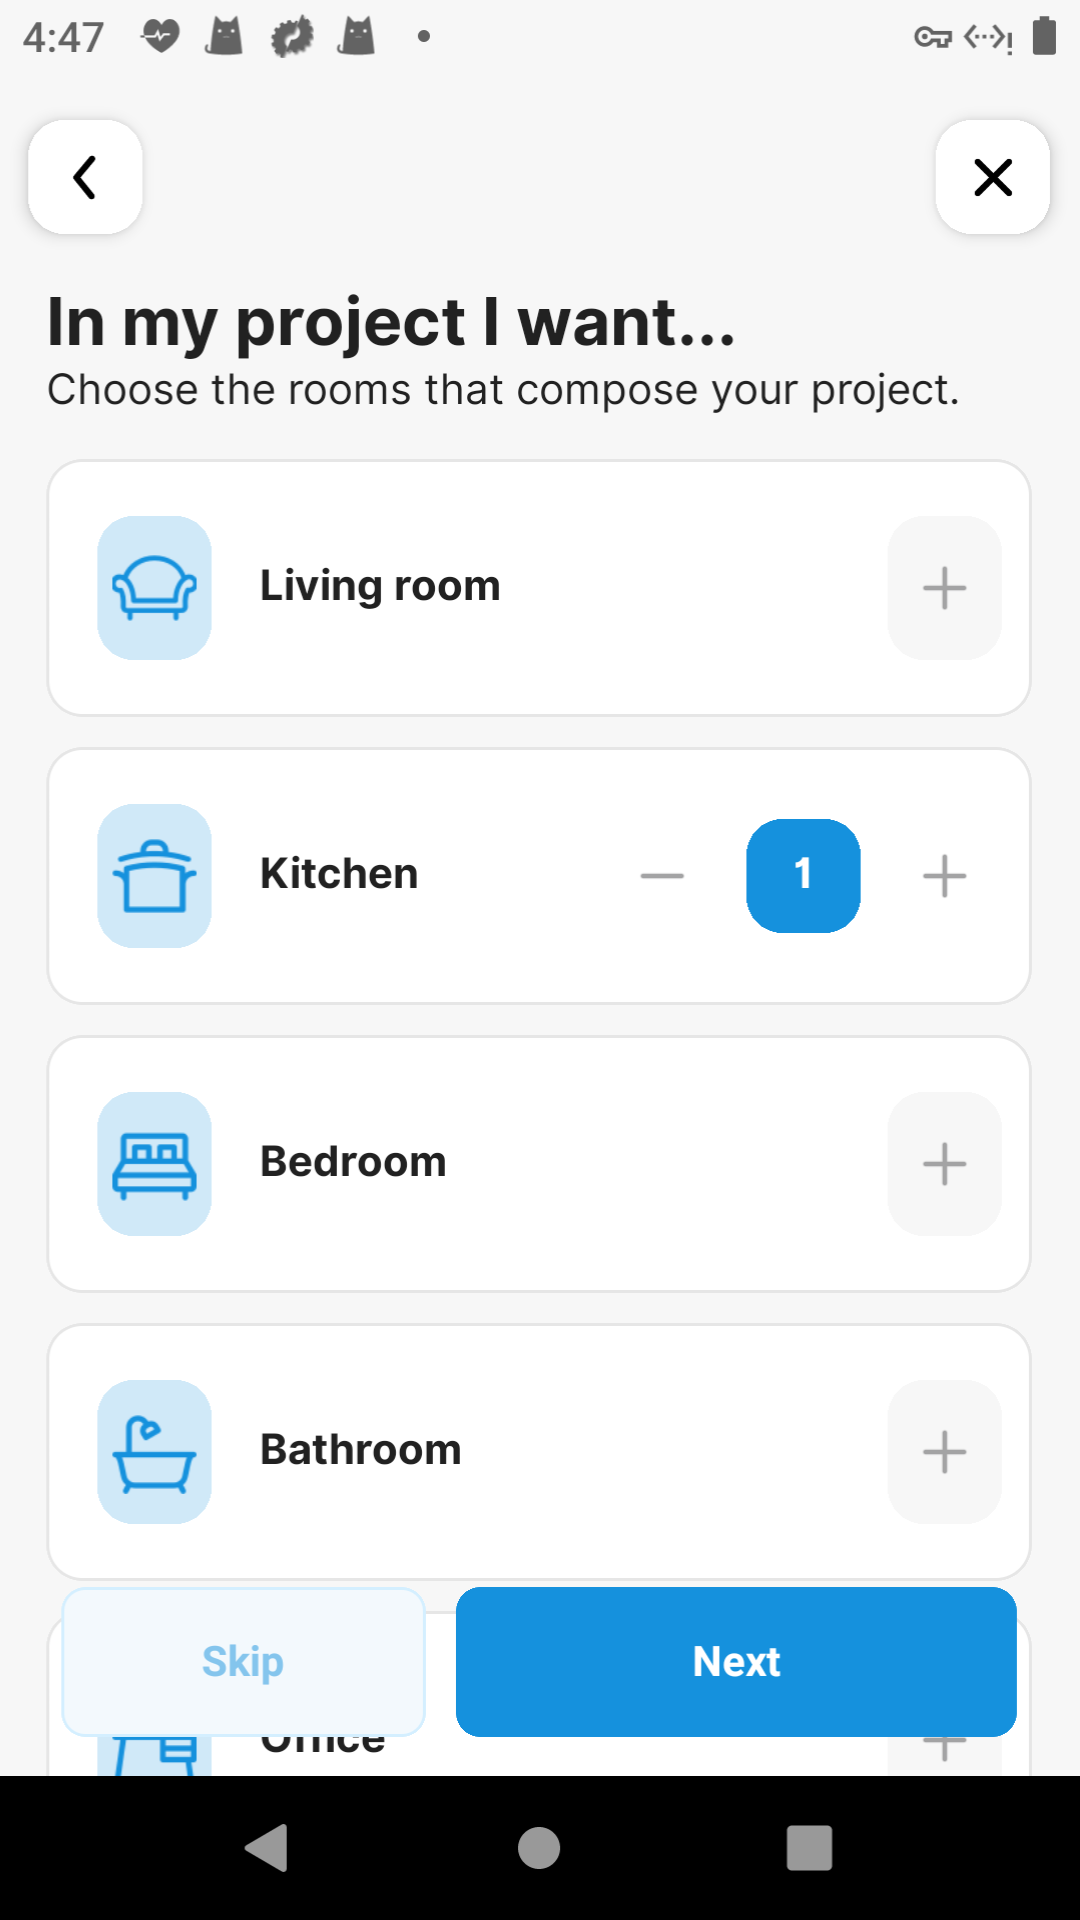 4:47
In my project I want...
Choose the rooms that compose your project.
Living room
Kitchen
1
Bedroom
Bathroom
Skip
Next
Office